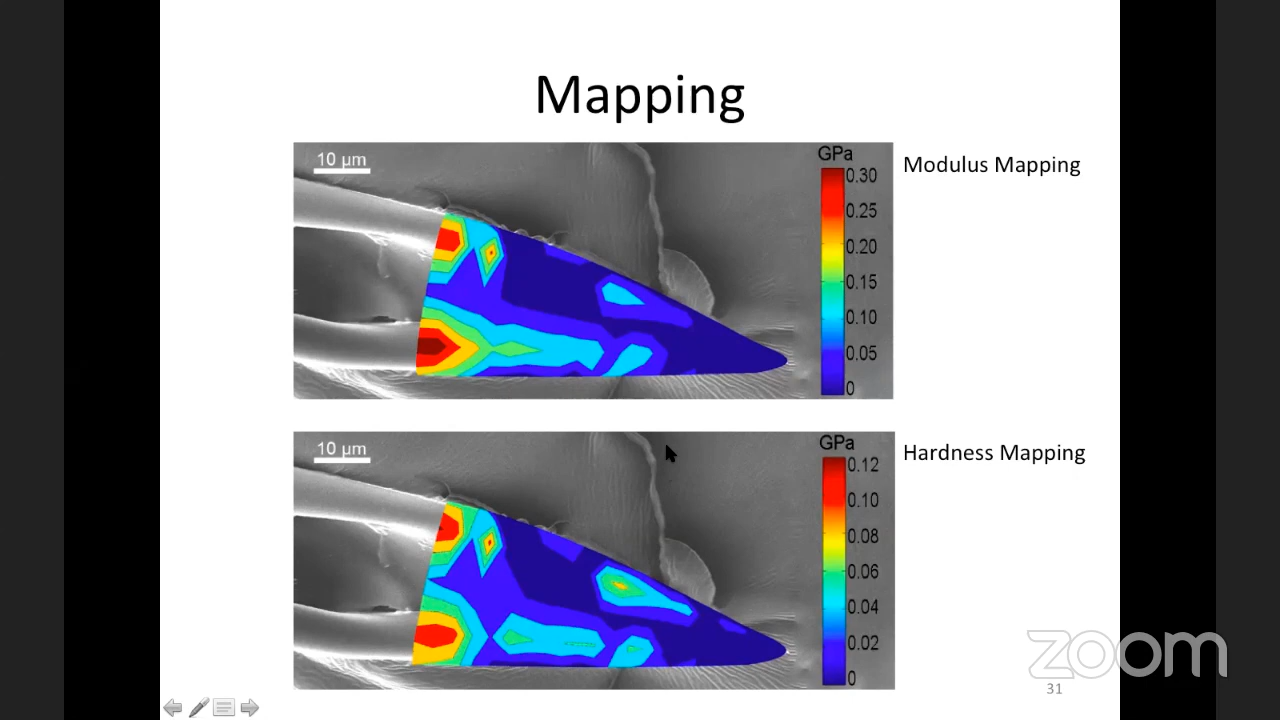 Mapping
10 µm
GPa
0.30
0.25
0.20
0.15
0.10
0.05
0
Modulus Mapping
10 µm
GPa
0.12
0.10
0.08
0.06
0.04
0.02
0
Hardness Mapping
zoom
31